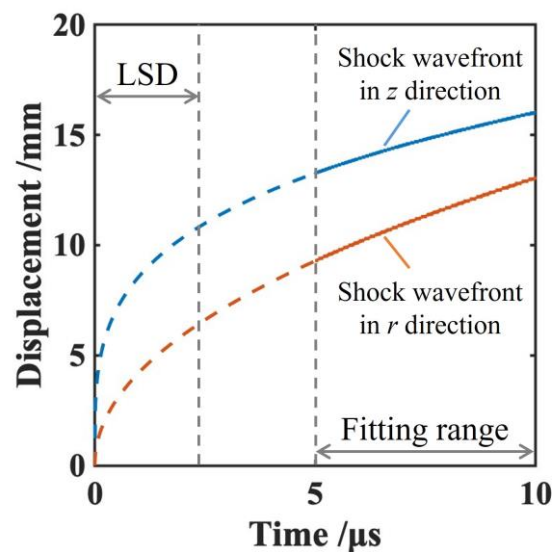 20
15
10
5
0
Displacement /mm
LSD
Shock wavefront
in z direction
Shock wavefront
in r direction
Fitting range
0
5
10
Time /μs